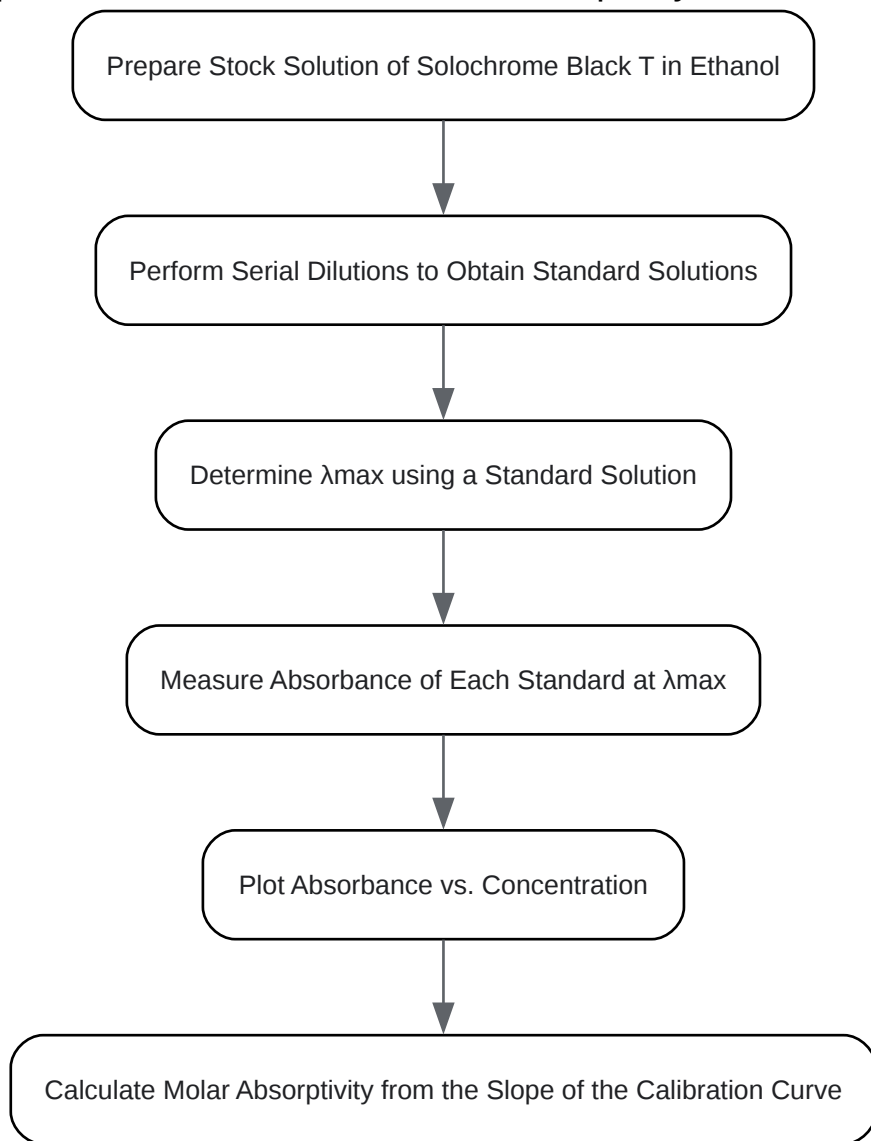 Prepare Stock Solution of Solochrome Black T in Ethanol
Perform Serial Dilutions to Obtain Standard Solutions
Determine λmax using a Standard Solution
Measure Absorbance of Each Standard at λmax
Plot Absorbance vs. Concentration
Calculate Molar Absorptivity from the Slope of the Calibration Curve